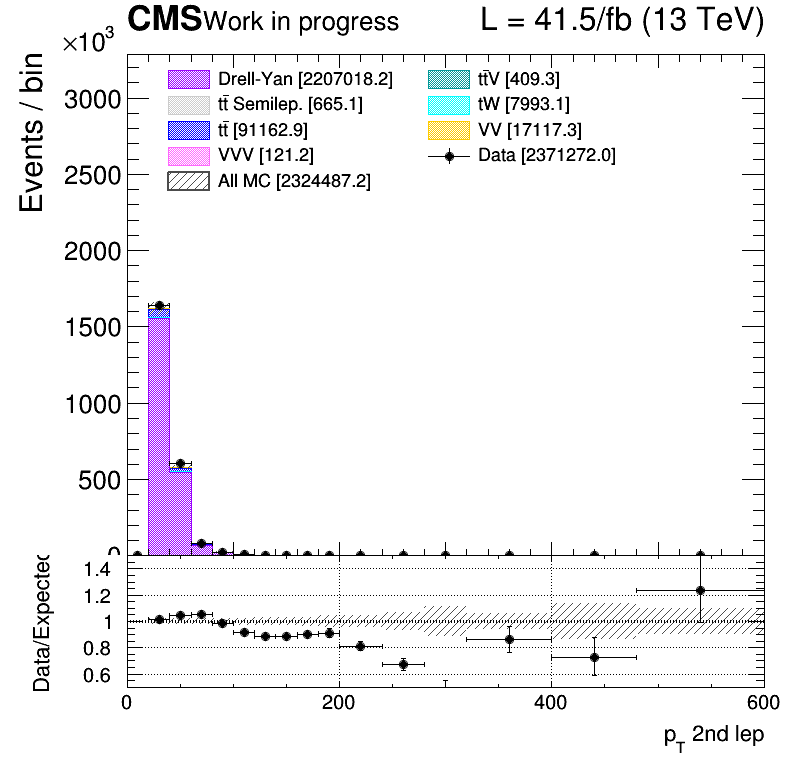 CMS Work in progress L = 41.5/fb (13 TeV)
×10³
Events / bin
Drell-Yan [2207018.2]
tt̄ Semilep. [665.1]
tt̄ [91162.9]
VVV [121.2]
All MC [2324487.2]
tt̄V [409.3]
tW [7993.1]
VV [17117.3]
Data [2371272.0]
3000
2500
2000
1500
1000
500
0
Data/Expected
1.4
1.2
1
0.8
0.6
0 200 400 600
p_T 2nd lep